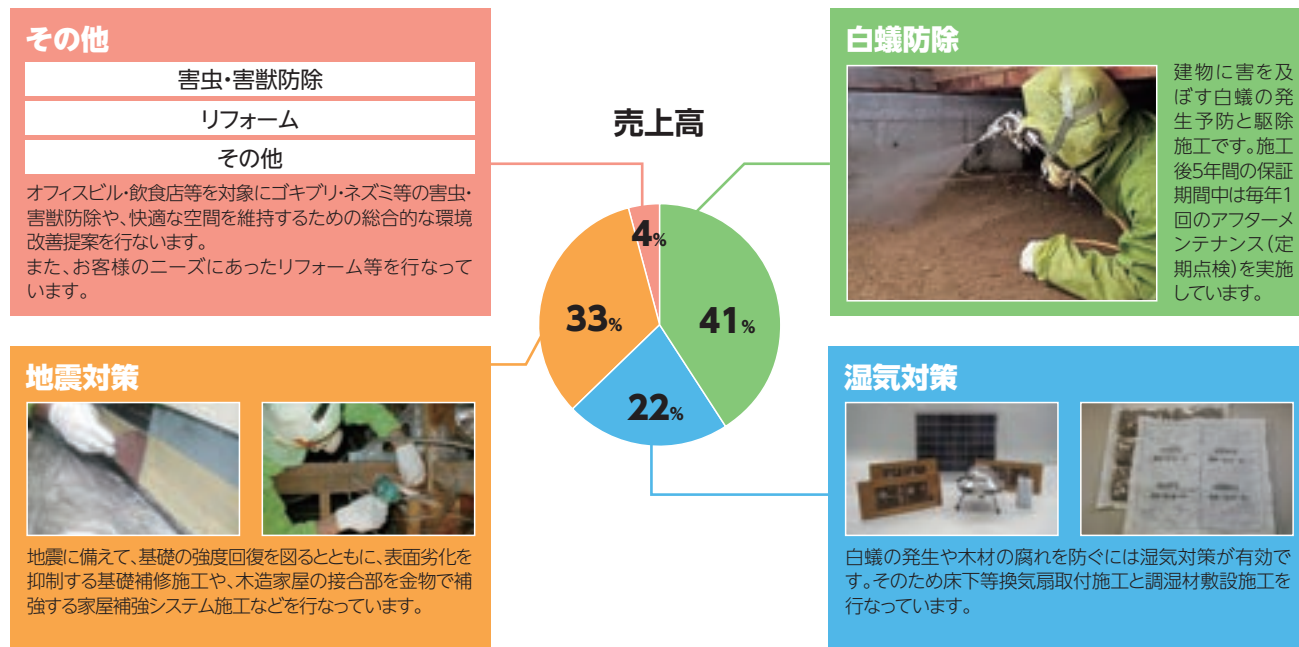 その他
害虫・害獣防除
リフォーム
その他
オフィスビル・飲食店等を対象にゴキブリ・ネズミ等の害虫・
害獣防除や、快適な空間を維持するための総合的な環境
改善提案を行ないます。
また、お客様のニーズにあったリフォーム等を行なって
います。
売上高
4%
33%
41%
22%
白蟻防除
建物に害を及
ぼす白蟻の発
生予防と駆除
施工です。施工
後5年間の保証
期間中は毎年1
回のアフターメ
ンテナンス(定
期点検)を実施
しています。
地震対策
地震に備えて、基礎の強度回復を図るとともに、表面劣化を
抑制する基礎補修施工や、木造家屋の接合部を金物で補
強する家屋補強システム施工などを行なっています。
湿気対策
白蟻の発生や木材の腐れを防ぐには湿気対策が有効で
す。そのため床下等換気扇取付施工と調湿材敷設施工を
行なっています。